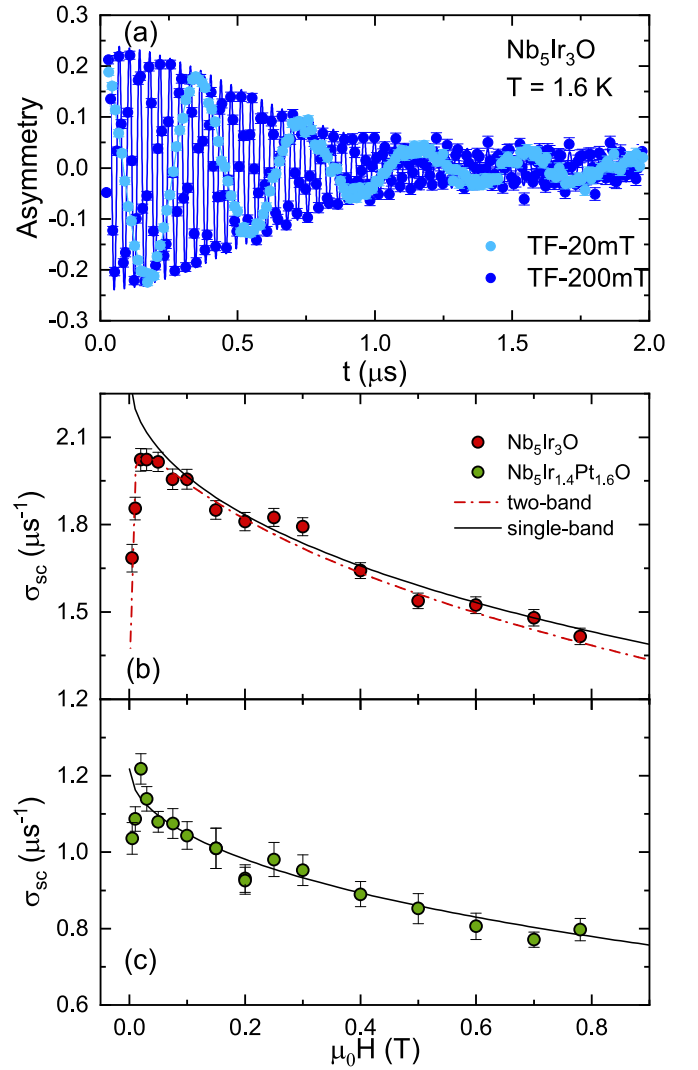 (a)
Nb₅Ir₃O
T = 1.6 K
Asymmetry
0.3
0.2
0.1
0.0
-0.1
-0.2
-0.3
TF-20mT
TF-200mT
0.0 0.5 1.0 1.5 2.0
t (μs)
σsc (μs⁻¹)
2.1
1.8
1.5
1.2
Nb₅Ir₃O
Nb₅Ir₁.₄Pt₁.₆O
two-band
single-band
(b)
σsc (μs⁻¹)
1.2
1.0
0.8
0.6
(c)
0.0 0.2 0.4 0.6 0.8
μ₀H (T)